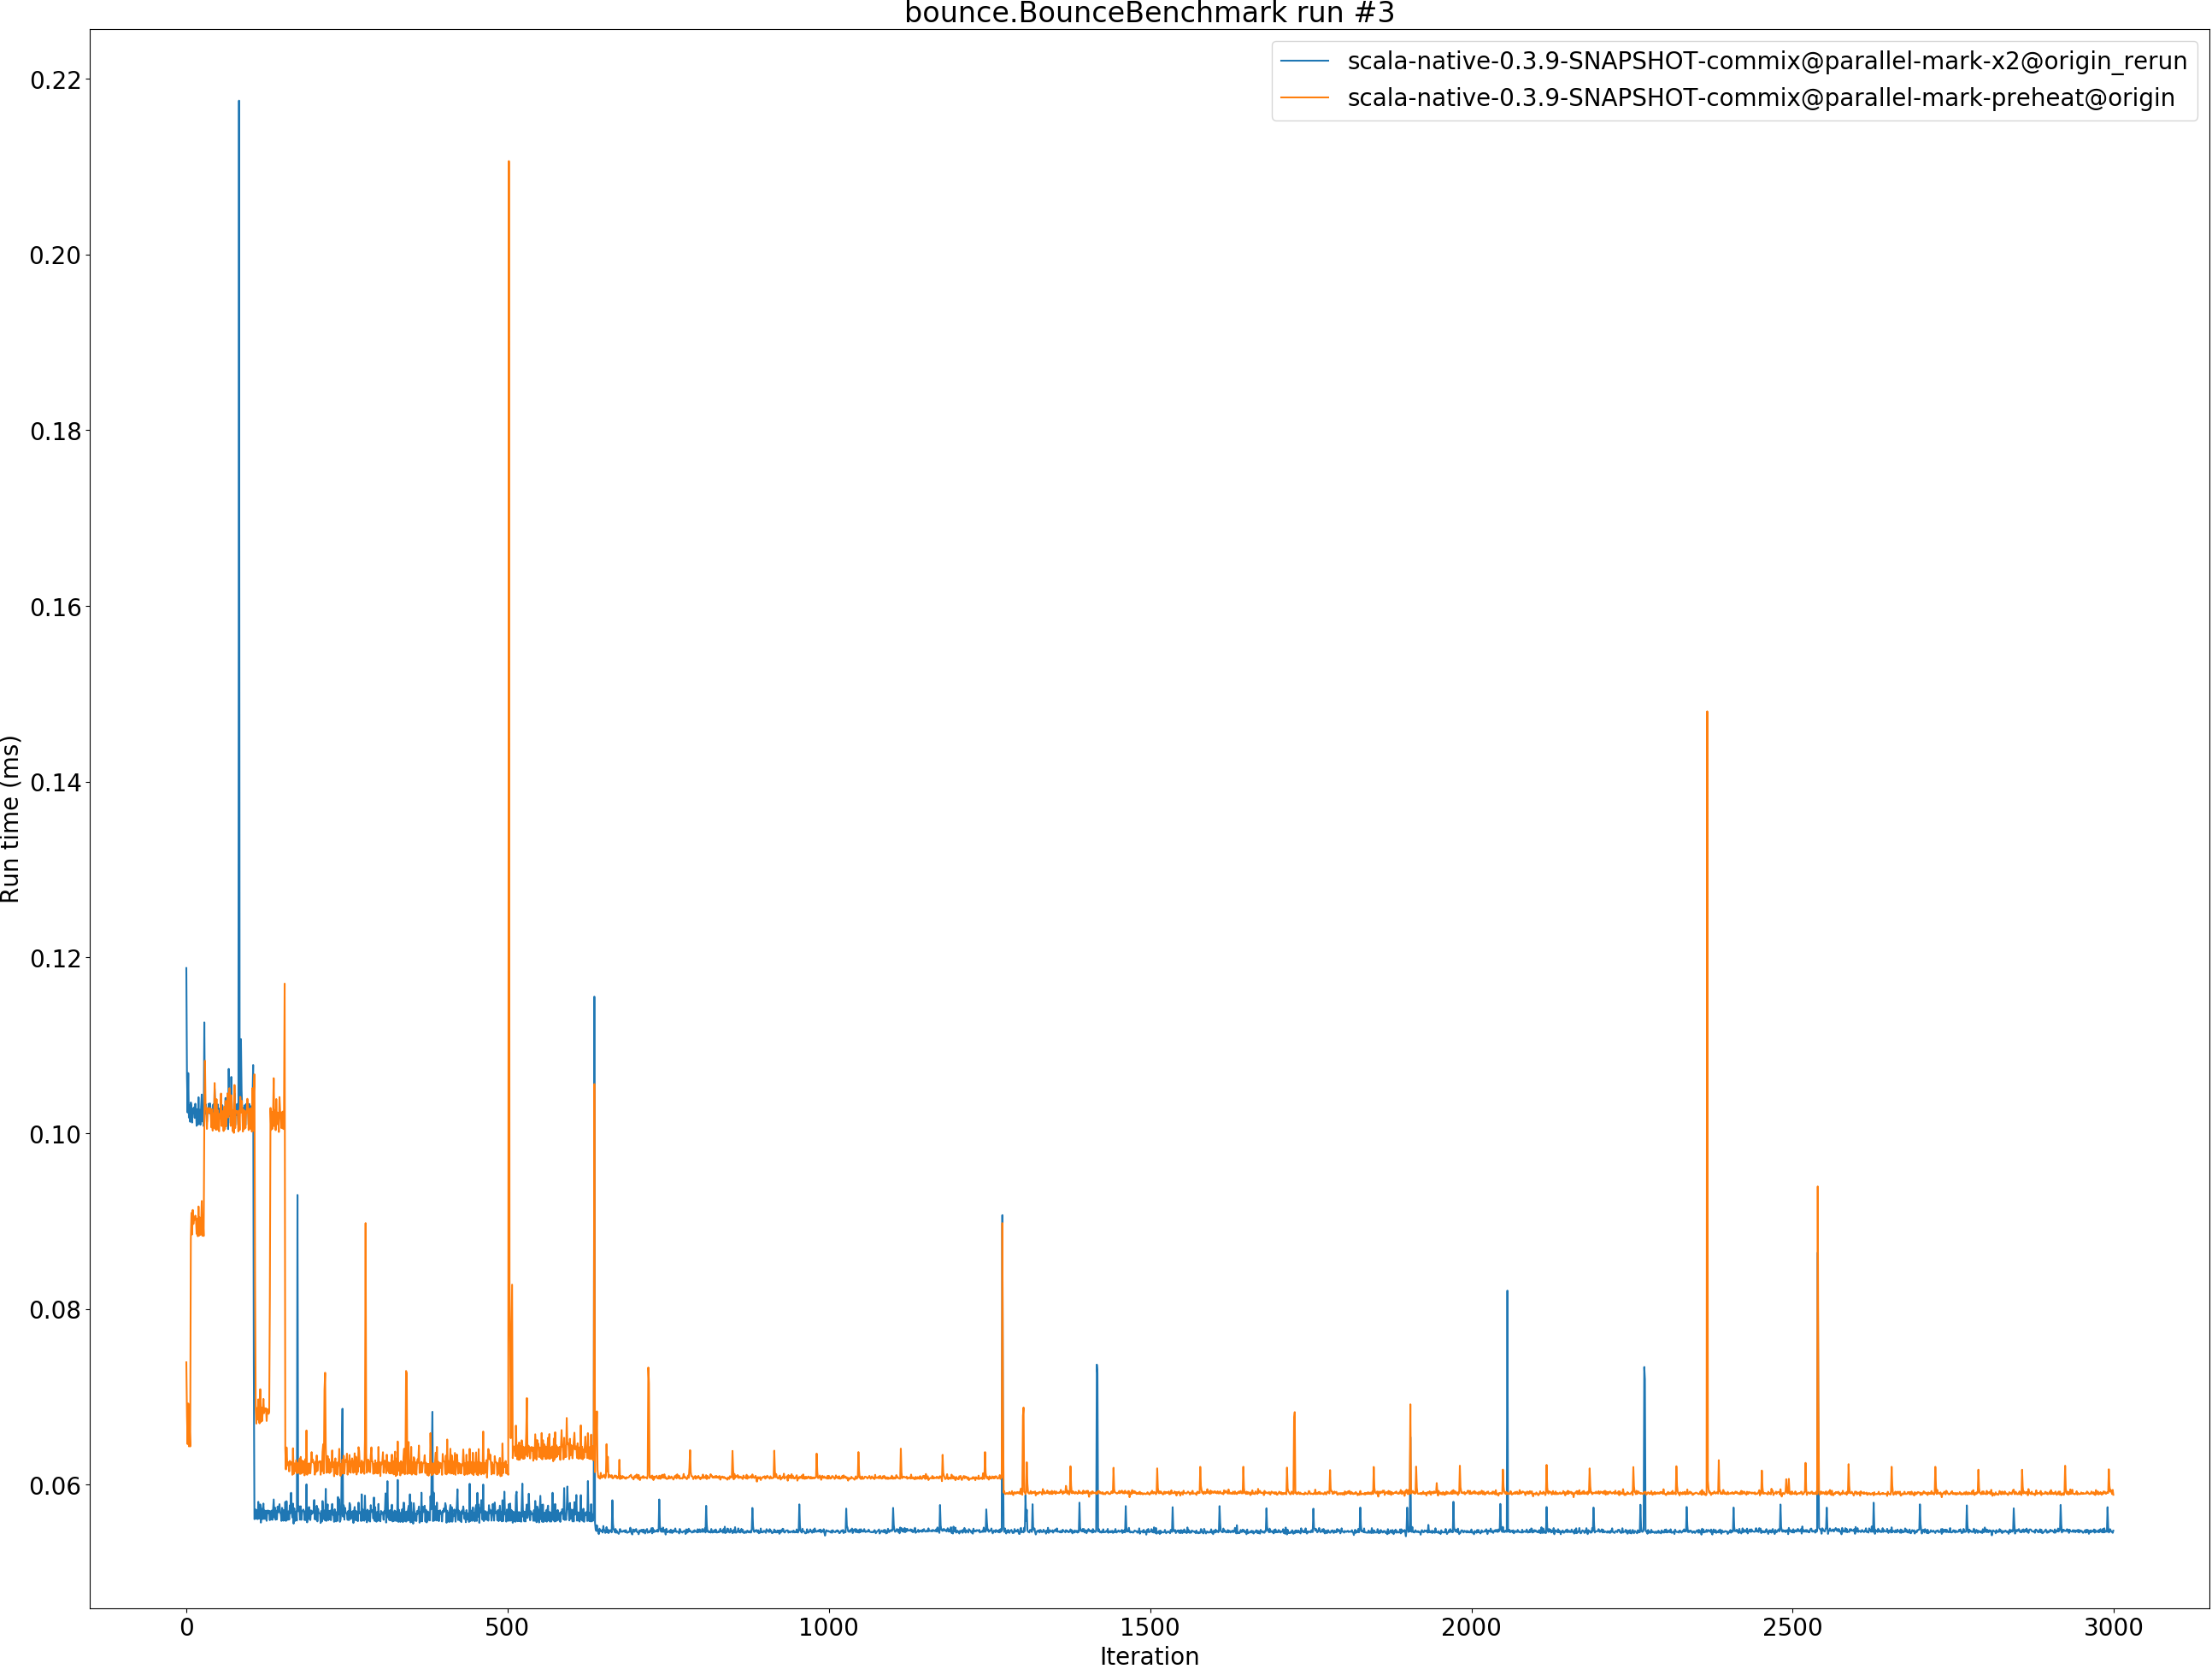 bounce.BounceBenchmark run #3
scala-native-0.3.9-SNAPSHOT-commix@parallel-mark-x2@origin_rerun
scala-native-0.3.9-SNAPSHOT-commix@parallel-mark-preheat@origin
Run time (ms)
0.22
0.20
0.18
0.16
0.14
0.12
0.10
0.08
0.06
0 500 1000 1500 2000 2500 3000
Iteration